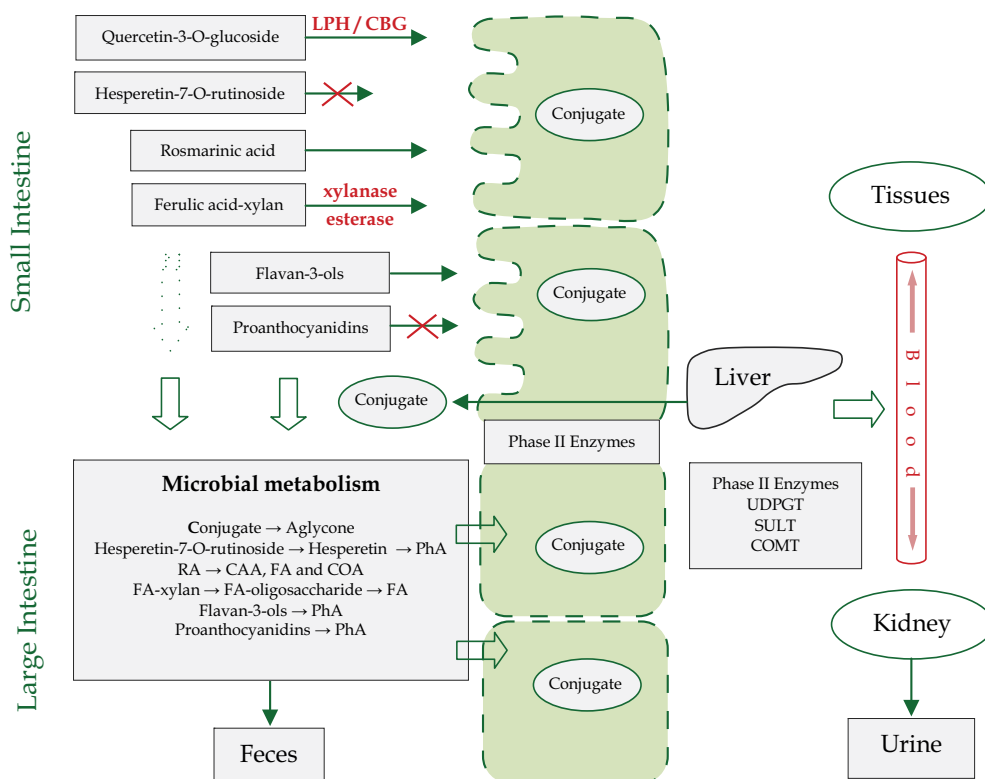 Small Intestine
Quercetin-3-O-glucoside
LPH / CBG
Hesperetin-7-O-rutinoside
Rosmarinic acid
Ferulic acid-xylan
xylanase
esterase
Flavan-3-ols
Proanthocyanidins
Conjugate
Conjugate
Conjugate
Liver
Tissues
Blood
Phase II Enzymes
Phase II Enzymes
UDPGT
SULT
COMT
Large Intestine
Microbial metabolism
Conjugate → Aglycone
Hesperetin-7-O-rutinoside → Hesperetin → PhA
RA → CAA, FA and COA
FA-xylan → FA-oligosaccharide → FA
Flavan-3-ols → PhA
Proanthocyanidins → PhA
Conjugate
Conjugate
Kidney
Feces
Urine